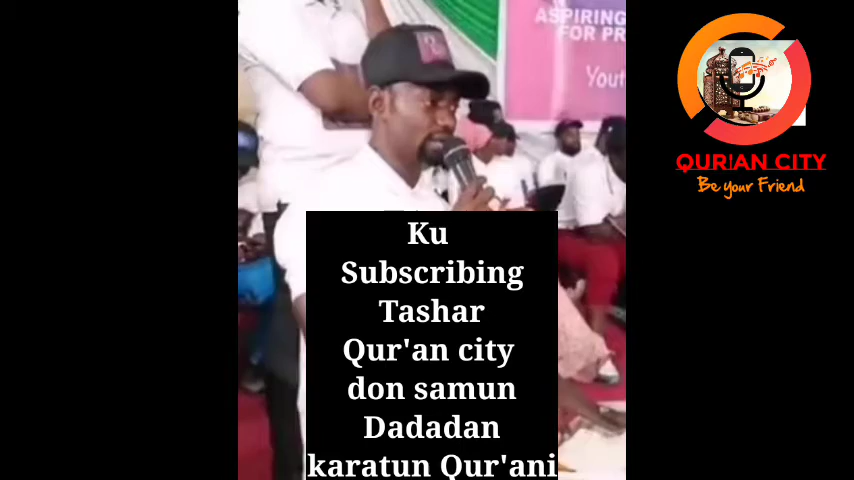 ASPIRING
FOR PR
Yout
QUR!AN CITY
Be your Friend
Ku
Subscribing
Tashar
Qur'an city
don samun
Dadadan
karatun Qur'ani